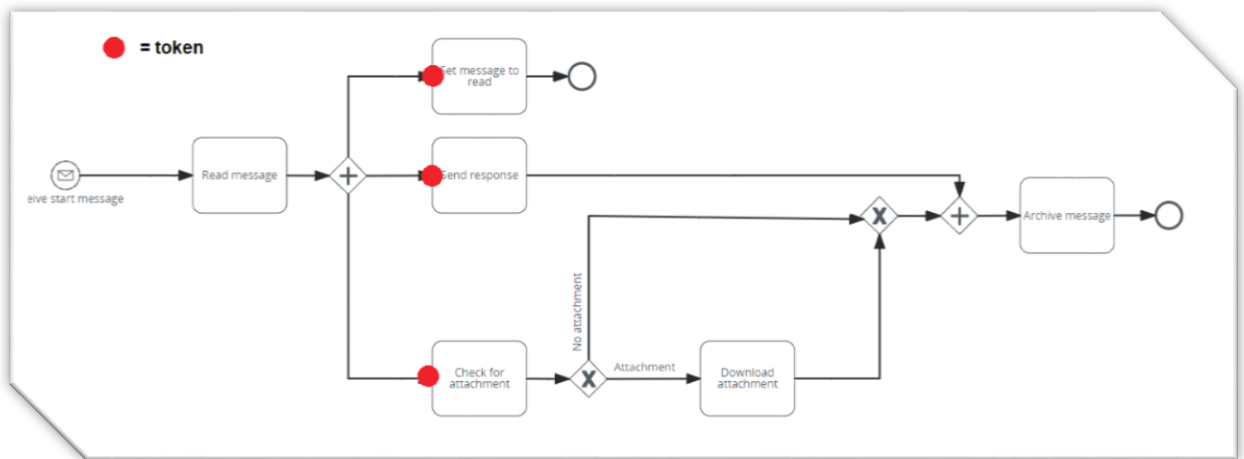 = token
Set message to
read
Read message
Send response
eive start message
Archive message
No attachment
Attachment
Check for
attachment
Download
attachment